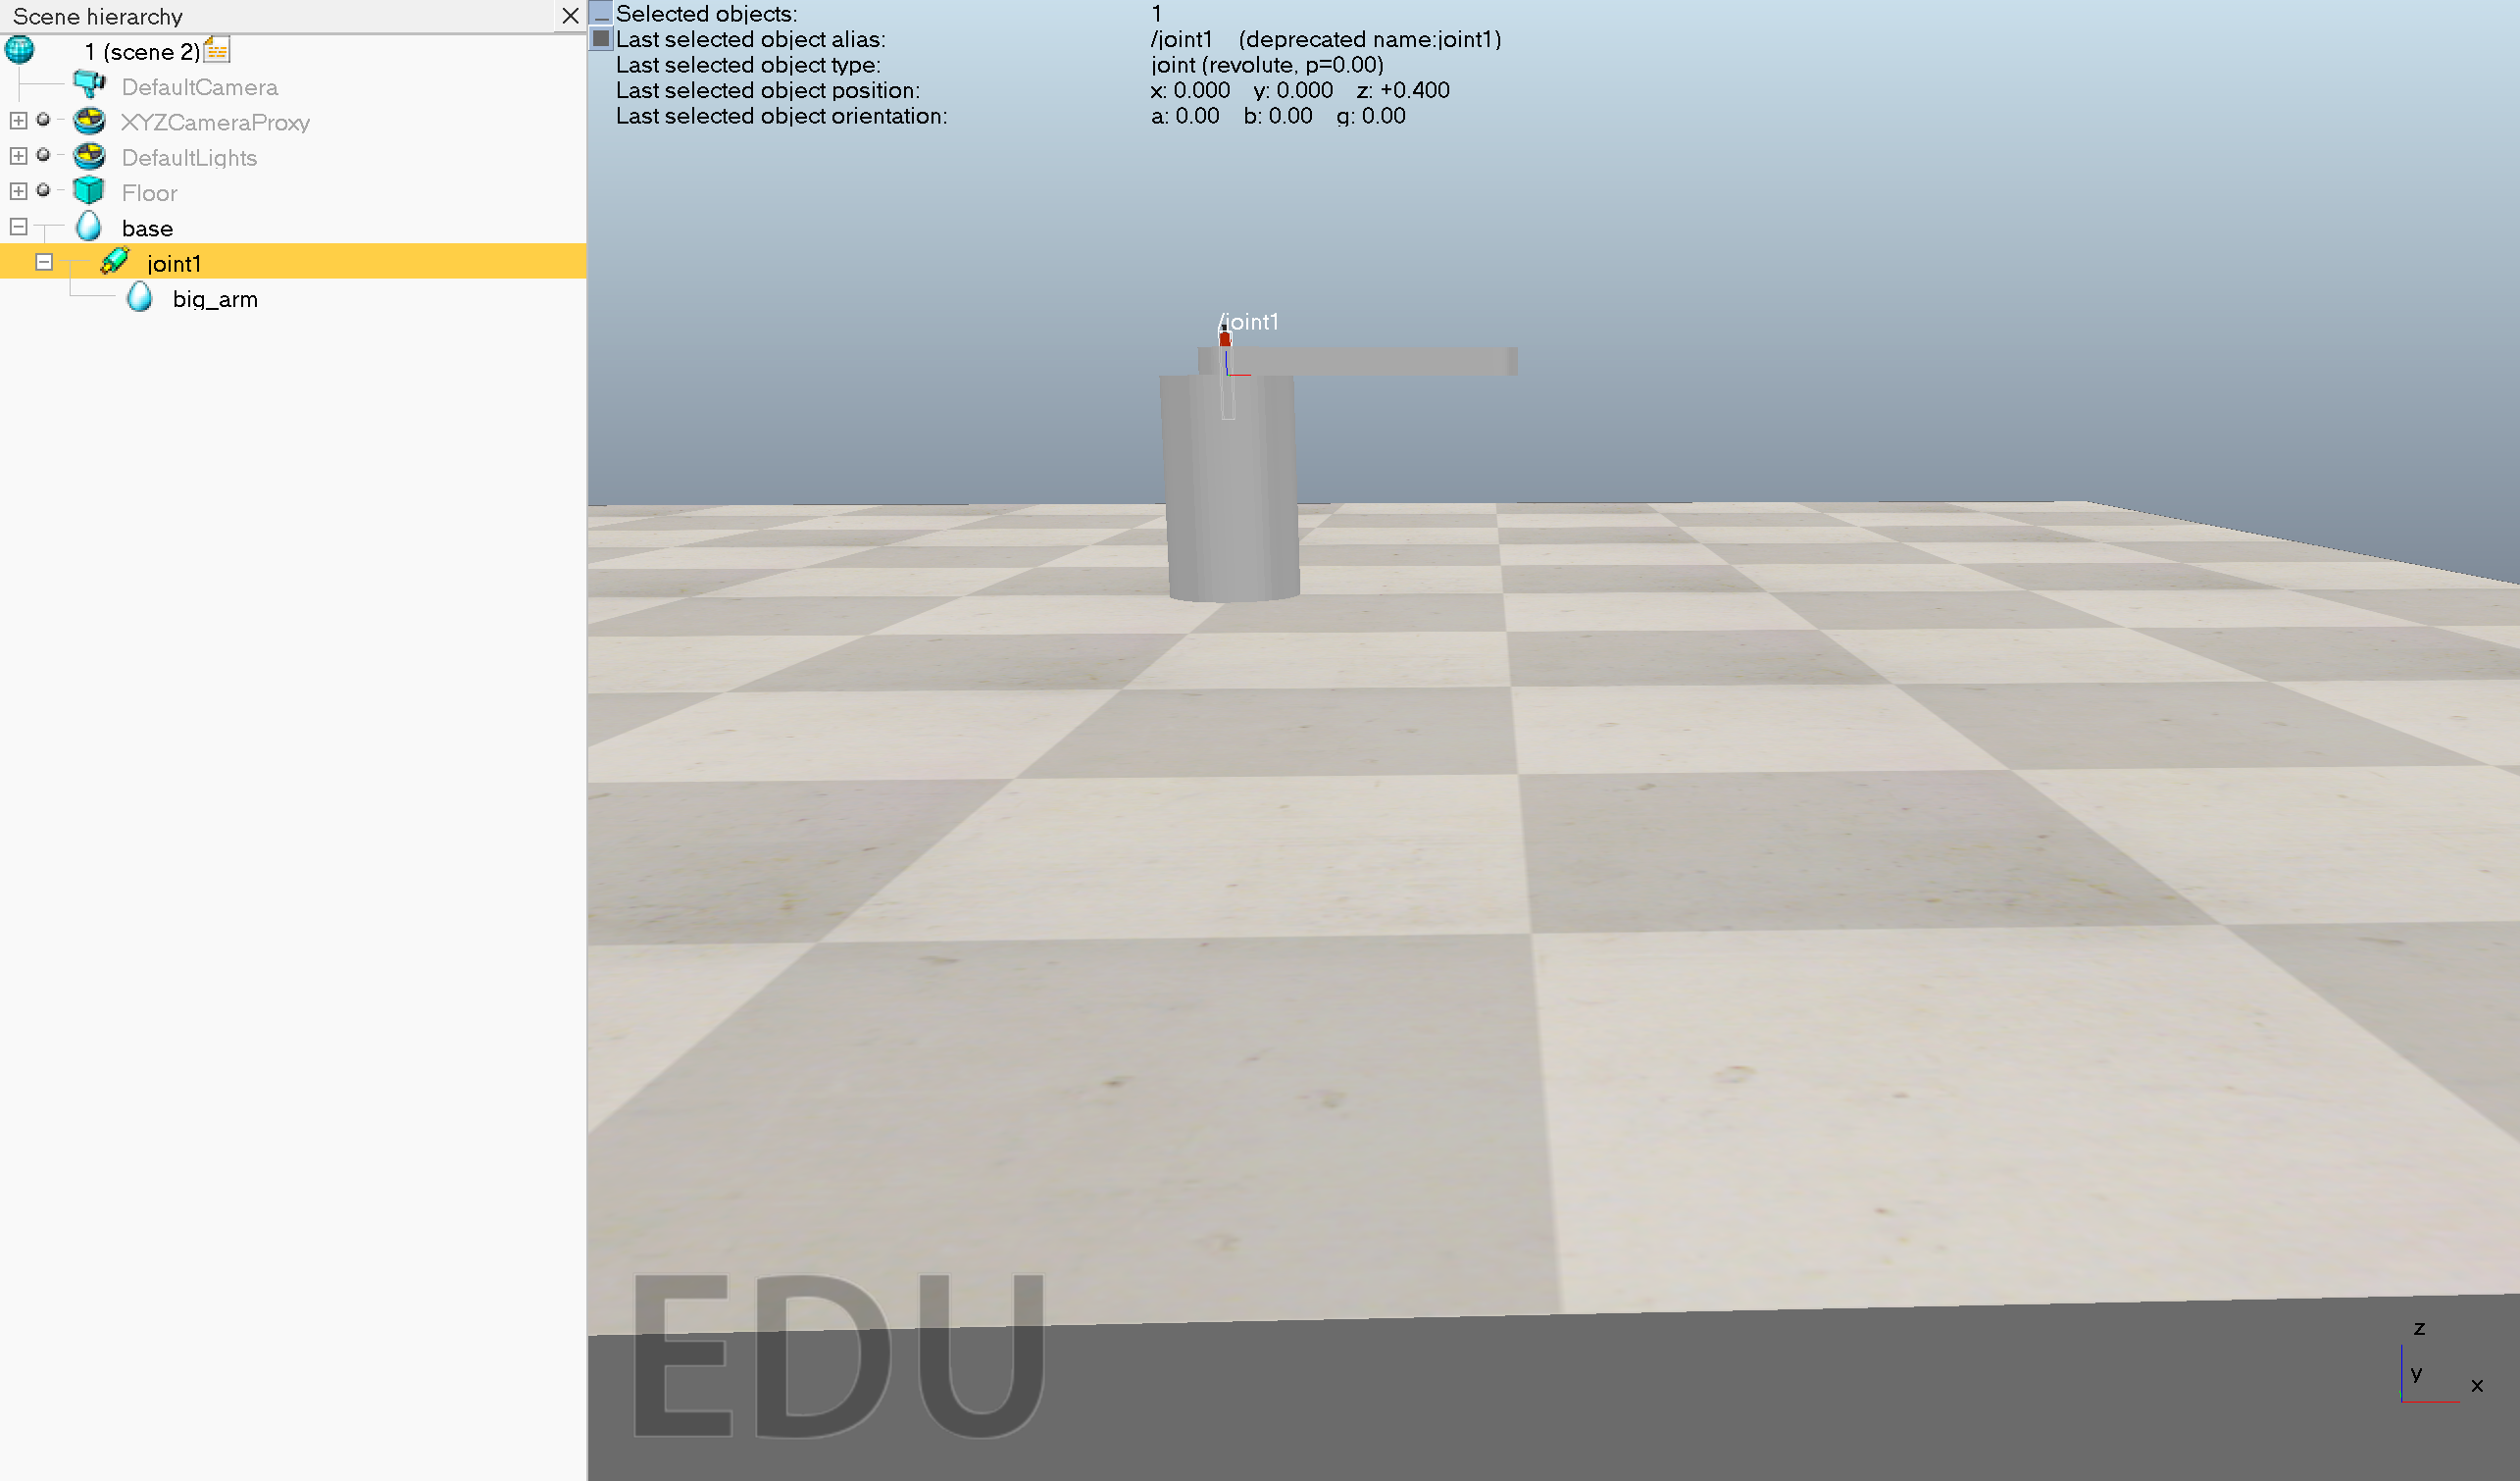 Scene hierarchy
1 (scene 2)
DefaultCamera
XYZCameraProxy
DefaultLights
Floor
base
joint1
big_arm
Selected objects: 1
Last selected object alias: /joint1 (deprecated name:joint1)
Last selected object type: joint (revolute, p=0.00)
Last selected object position: x: 0.000 y: 0.000 z: +0.400
Last selected object orientation: a: 0.00 b: 0.00 g: 0.00
/joint1
EDU
z
y
x